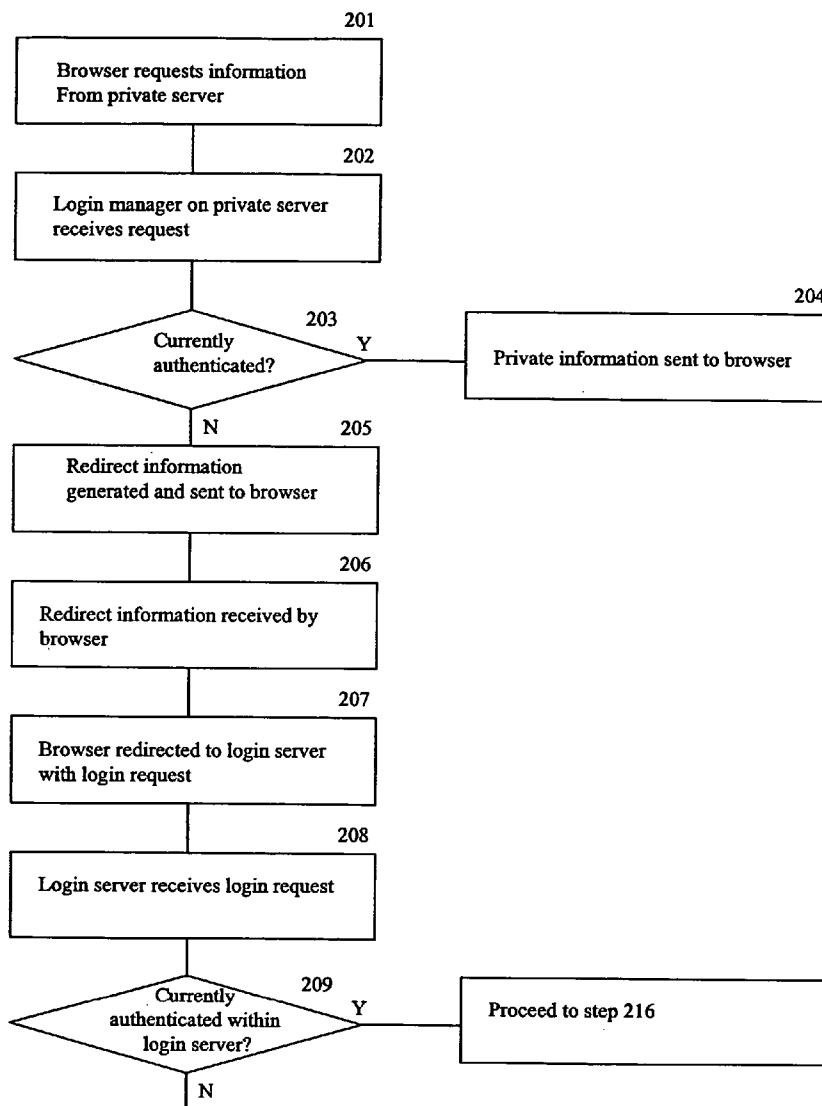 201
Browser requests information
From private server
202
Login manager on private server
receives request
203
Currently
authenticated?
Y
204
Private information sent to browser
N
205
Redirect information
generated and sent to browser
206
Redirect information received by
browser
207
Browser redirected to login server
with login request
208
Login server receives login request
209
Currently
authenticated within
login server?
Y
Proceed to step 216
N